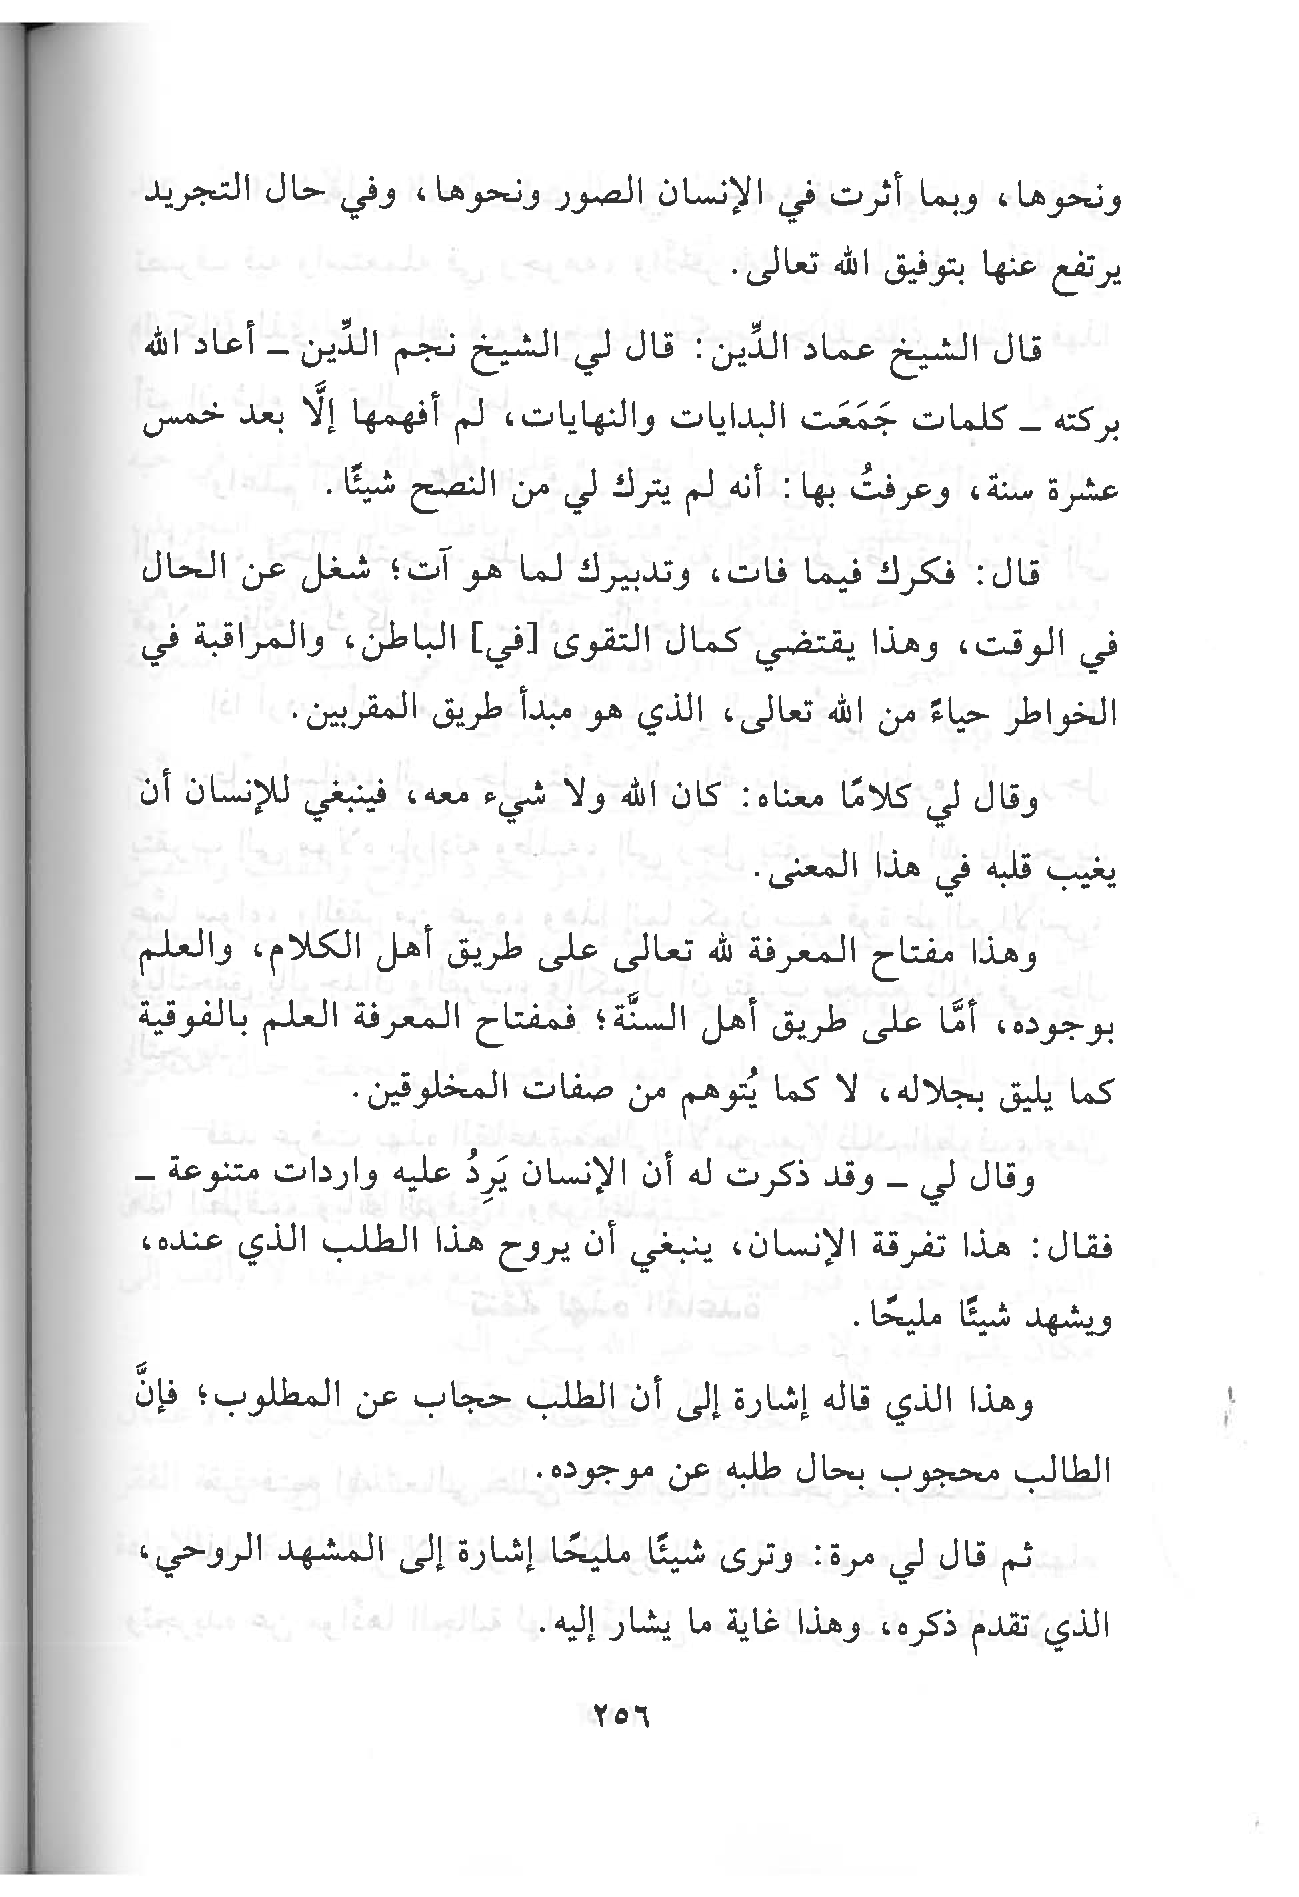 ونحوها، وبما أثرت في الإنسان الصور ونحوها، وفي حال التجريد
يرتفع عنها بتوفيق الله تعالى.
قال الشيخ عماد الدِّين: قال لي الشيخ نجم الدِّين ـ أعاد الله
بركته ـ كلمات جَمَعَت البدايات والنهايات، لم أفهمها إلَّا بعد خمس
عشرة سنة، وعرفتُ بها: أنه لم يترك لي من النصح شيئًا.
قال: فكرك فيما فات، وتدبيرك لما هو آت؛ شغل عن الحال
في الوقت، وهذا يقتضي كمال التقوى [في] الباطن، والمراقبة في
الخواطر حياءً من الله تعالى، الذي هو مبدأ طريق المقربين.
وقال لي كلامًا معناه: كان الله ولا شيء معه، فينبغي للإنسان أن
يغيب قلبه في هذا المعنى.
وهذا مفتاح المعرفة لله تعالى على طريق أهل الكلام، والعلم
بوجوده، أمَّا على طريق أهل السنَّة؛ فمفتاح المعرفة العلم بالفوقية
كما يليق بجلاله، لا كما يُتوهم من صفات المخلوقين.
وقال لي ـ وقد ذكرت له أن الإنسان يَرِدُ عليه واردات متنوعة ـ
فقال: هذا تفرقة الإنسان، ينبغي أن يروح هذا الطلب الذي عنده،
ويشهد شيئًا مليحًا.
وهذا الذي قاله إشارة إلى أن الطلب حجاب عن المطلوب؛ فإنَّ
الطالب محجوب بحال طلبه عن موجوده.
ثم قال لي مرة: وترى شيئًا مليحًا إشارة إلى المشهد الروحي،
الذي تقدم ذكره، وهذا غاية ما يشار إليه.
٢٥٦